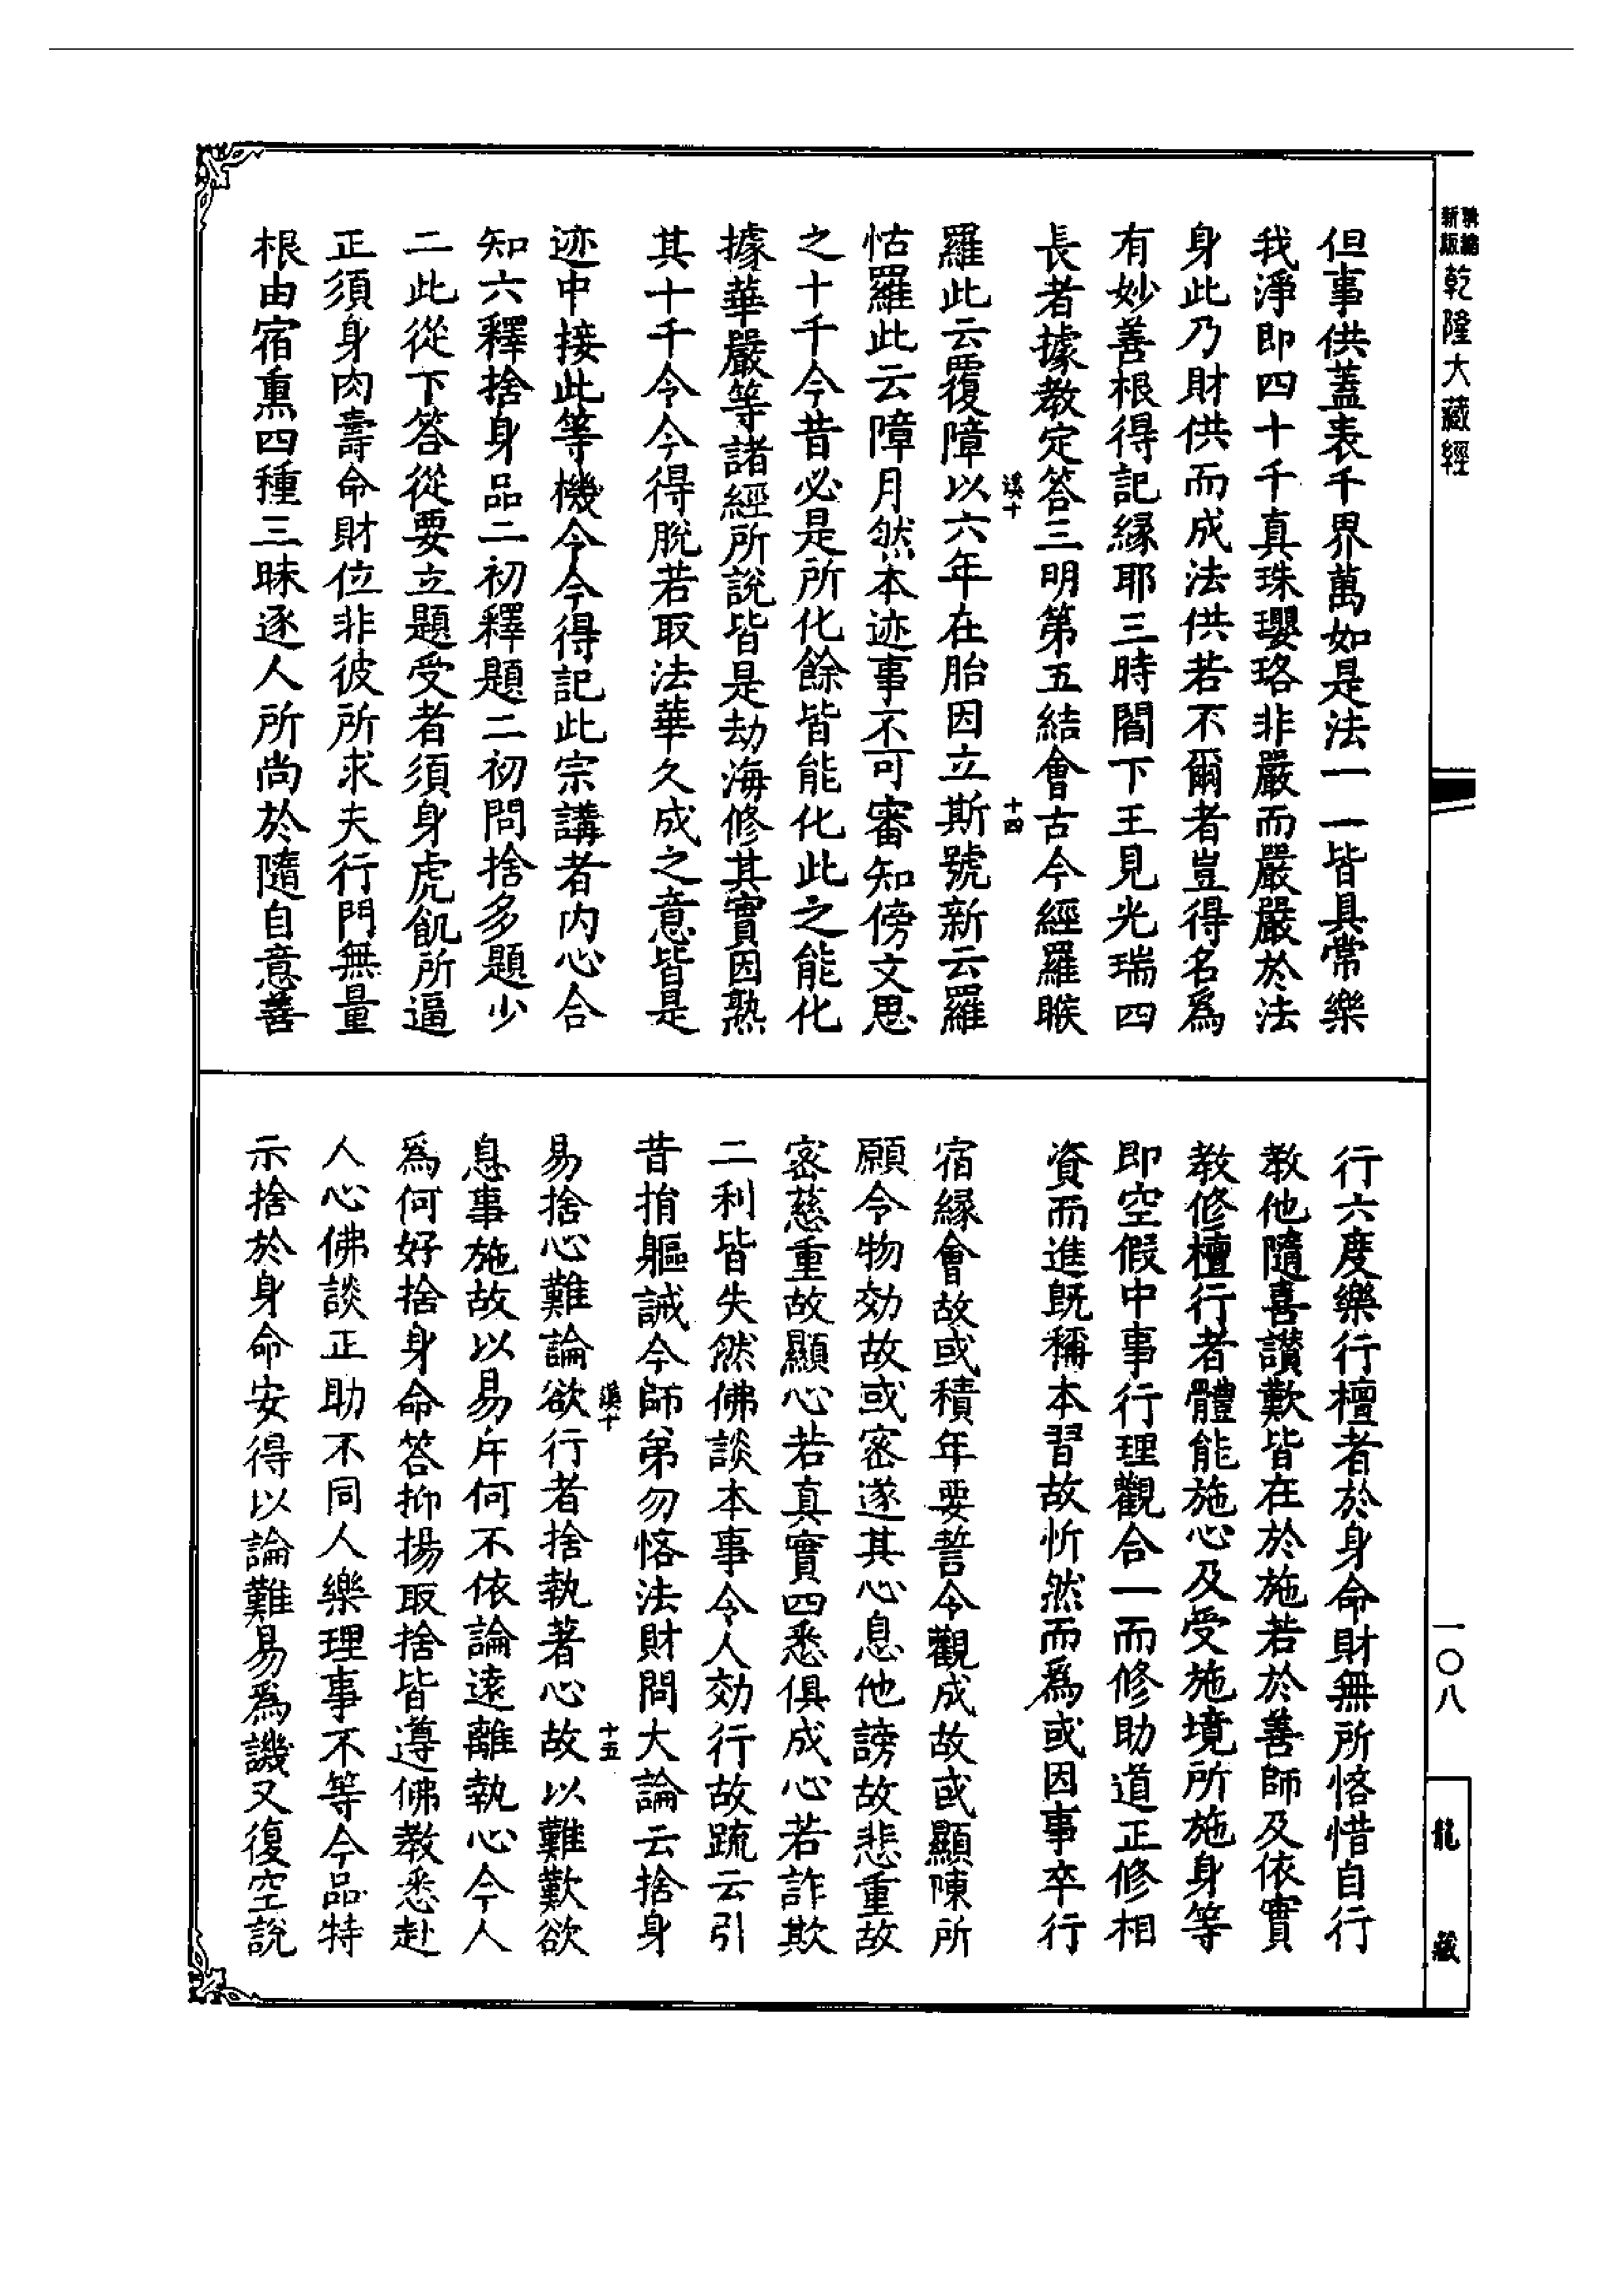 新版
乾隆大藏經
但事供蓋表千界萬如是法一一皆具常樂
我淨即四十千真珠瓔珞非嚴而嚴嚴於法
身此乃財供而成法供若不爾者豈得名爲
有妙善根得記緣耶三時閻下王見光瑞四
長者據教定答三明第五結會古今經羅睺
溪十
十四
羅此云覆障以六年在胎因立斯號新云羅
怙羅此云障月然本迹事不可審知傍文思
之十千今昔必是所化餘皆能化此之能化
據華嚴等諸經所說皆是劫海修其實因熟
其十千令今得脫若取法華久成之意皆是
迹中接此等機令今得記此宗講者內心合
知六釋捨身品二初釋題二初問捨多題少
二此從下答從要立題受者須身虎飢所逼
正須身肉壽命財位非彼所求夫行門無量
根由宿熏四種三昧逐人所尚於隨自意善
行六度樂行檀者於身命財無所悋惜自行
教他隨喜讚歎皆在於施若於善師及依實
教修檀行者體能施心及受施境所施身等
即空假中事行理觀合一而修助道正修相
資而進旣稱本習故忻然而爲或因事卒行
宿緣會故或積年要誓令觀成故或顯陳所
願令物効故或密遂其心息他謗故悲重故
密慈重故顯心若真實四悉俱成心若詐欺
二利皆失然佛談本事令人効行故䟽云引
昔捐軀誡今師弟勿悋法財問大論云捨身
溪十
十五
易捨心難論欲行者捨執著心故以難歎欲
息事施故以易斥何不依論遠離執心令人
爲何好捨身命答抑揚取捨皆遵佛教悉赴
人心佛談正助不同人樂理事不等今品特
示捨於身命安得以論難易爲譏又復空說
一〇八
龍藏